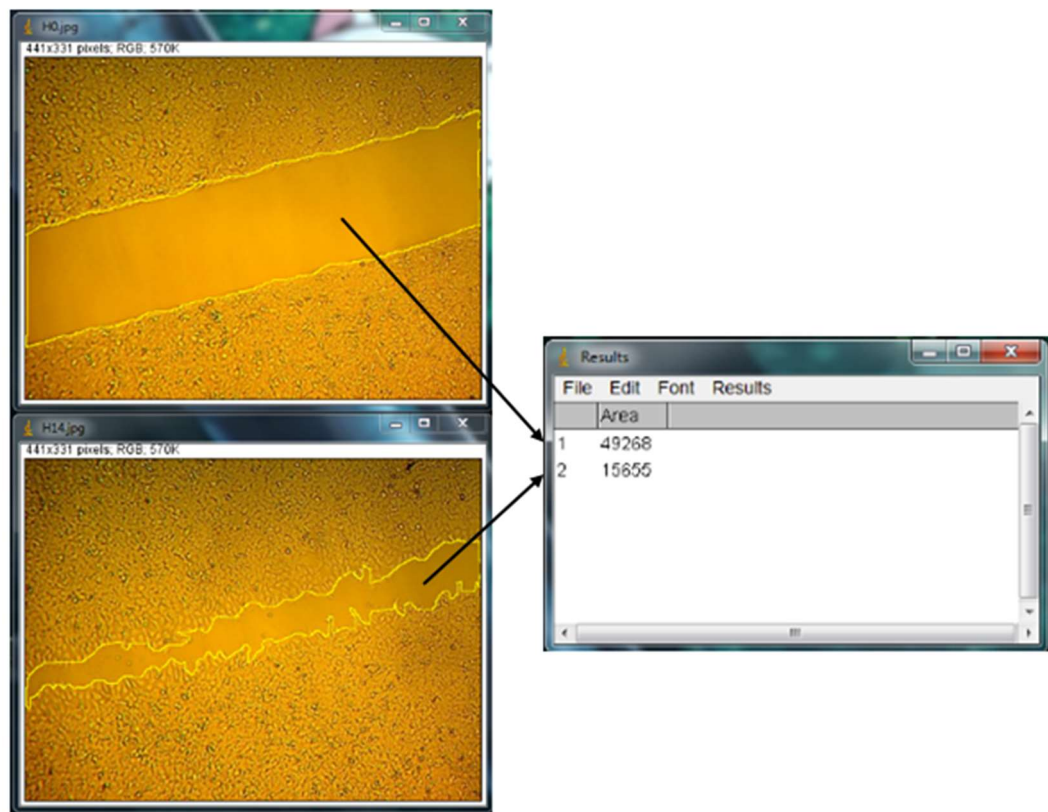 H0.jpg
441x331 pixels; RGB; 570K
H14.jpg
441x331 pixels; RGB; 570K
Results
File Edit Font Results
Area
1 49268
2 15655